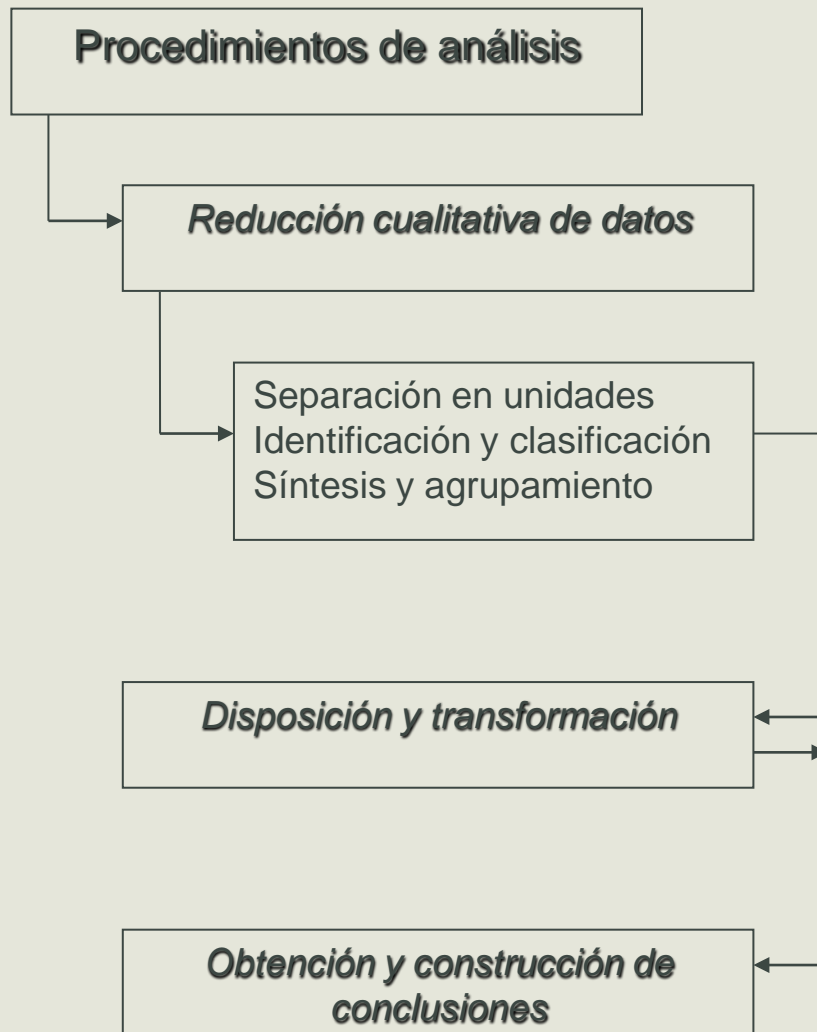 Procedimientos de análisis
Reducción cualitativa de datos
Separación en unidades
Identificación y clasificación
Síntesis y agrupamiento
Disposición y transformación
Obtención y construcción de
conclusiones